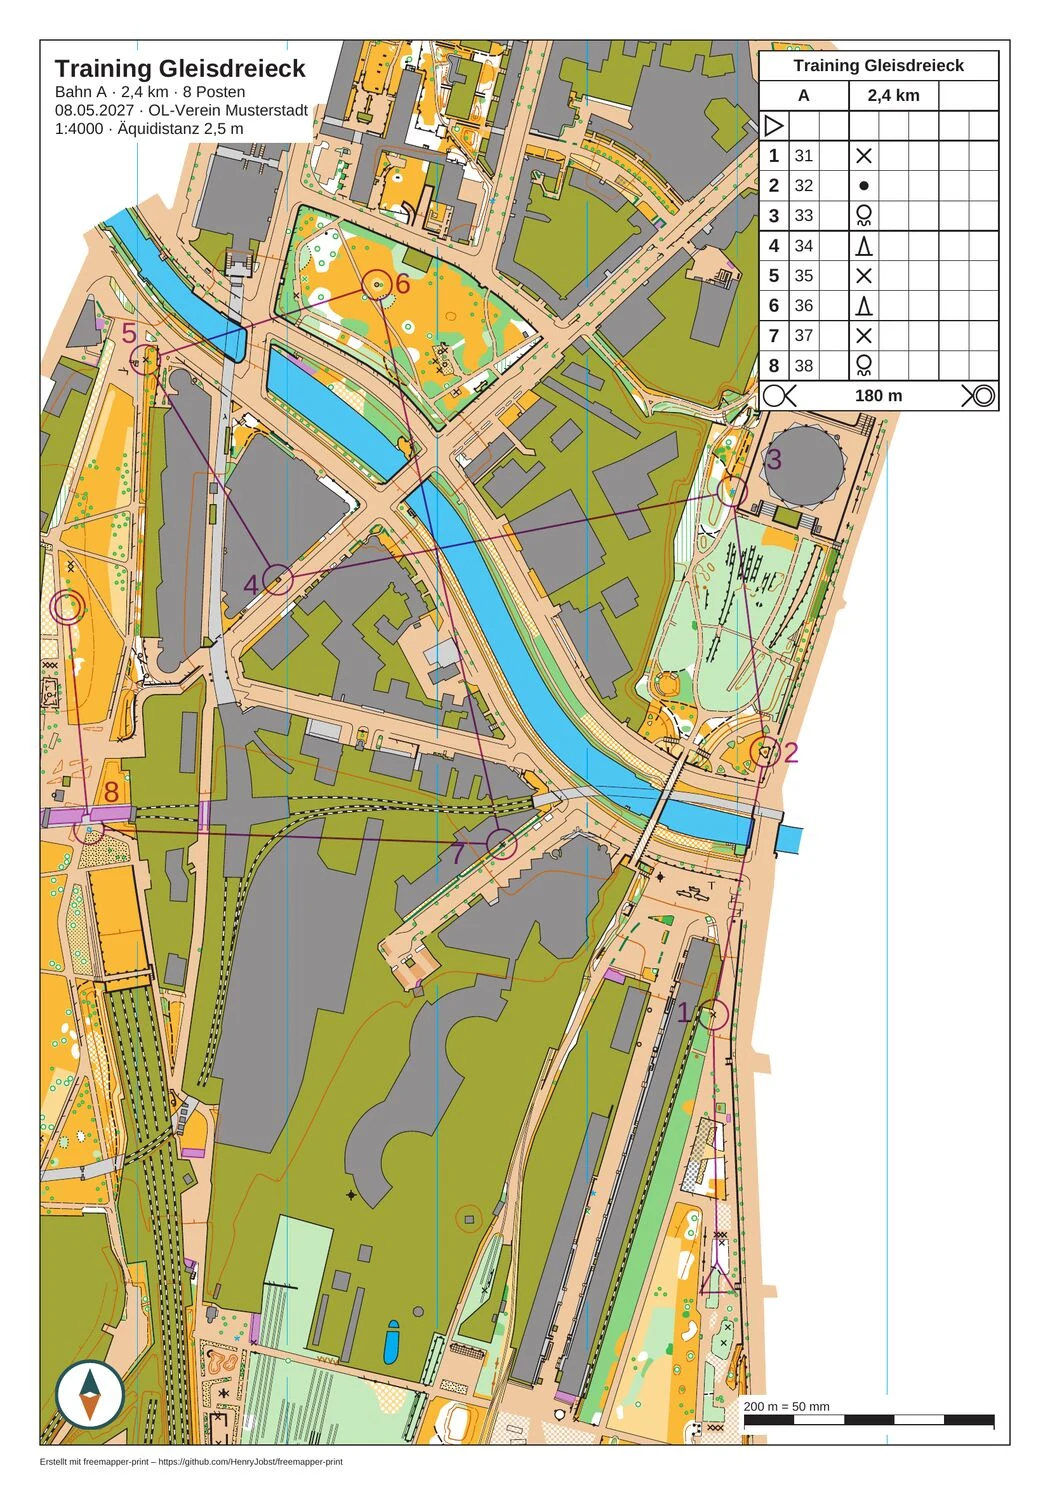 Training Gleisdreieck
Bahn A · 2,4 km · 8 Posten
08.05.2027 · OL-Verein Musterstadt
1:4000 · Äquidistanz 2,5 m
Training Gleisdreieck
A 2,4 km
1 31
2 32
3 33
4 34
5 35
6 36
7 37
8 38
180 m
6
5
3
4
2
8
7
1
200 m = 50 mm
Erstellt mit freemapper-print – https://github.com/HenryJobst/freemapper-print